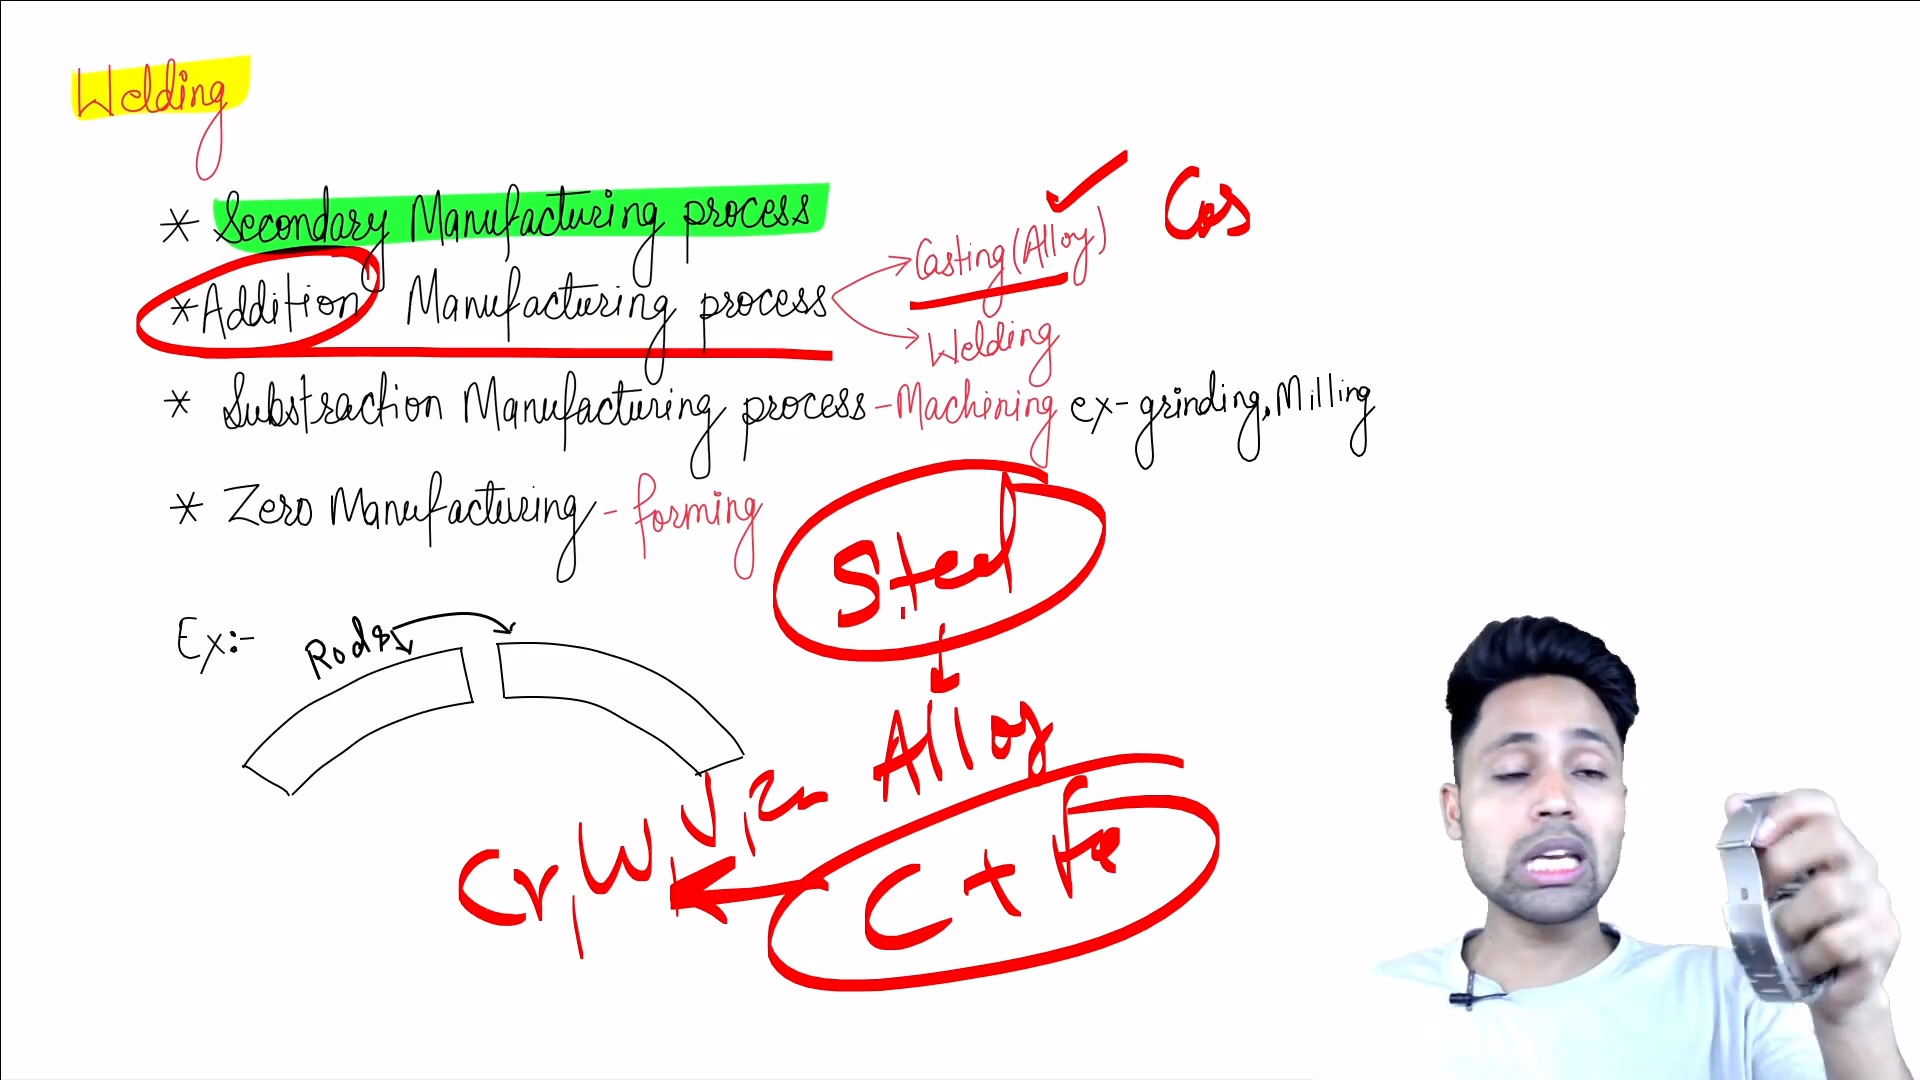 Welding
* Secondary Manufacturing process
Cas
* Addition Manufacturing process
Casting (Alloy)
Welding
* Substraction Manufacturing process - Machining ex- grinding, Milling
* Zero Manufacturing - forming
Steel
Ex:-
Rods
Alloy
Cr, W, V,
C + Fe